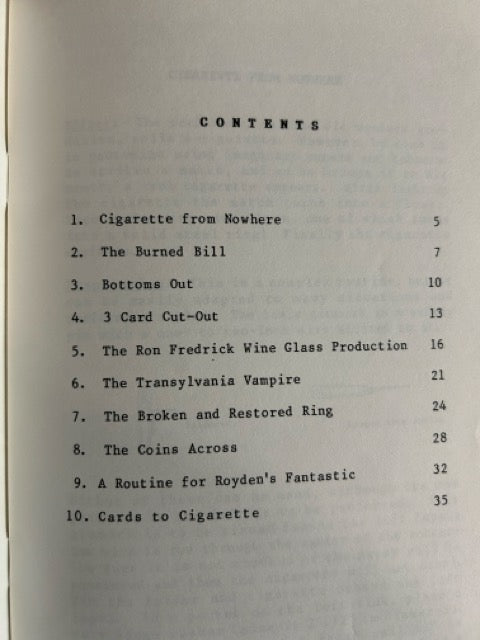 CONTENTS
1. Cigarette from Nowhere 5
2. The Burned Bill 7
3. Bottoms Out 10
4. 3 Card Cut-Out 13
5. The Ron Fredrick Wine Glass Production 16
6. The Transylvania Vampire 21
7. The Broken and Restored Ring 24
8. The Coins Across 28
9. A Routine for Royden's Fantastic 32
10. Cards to Cigarette 35